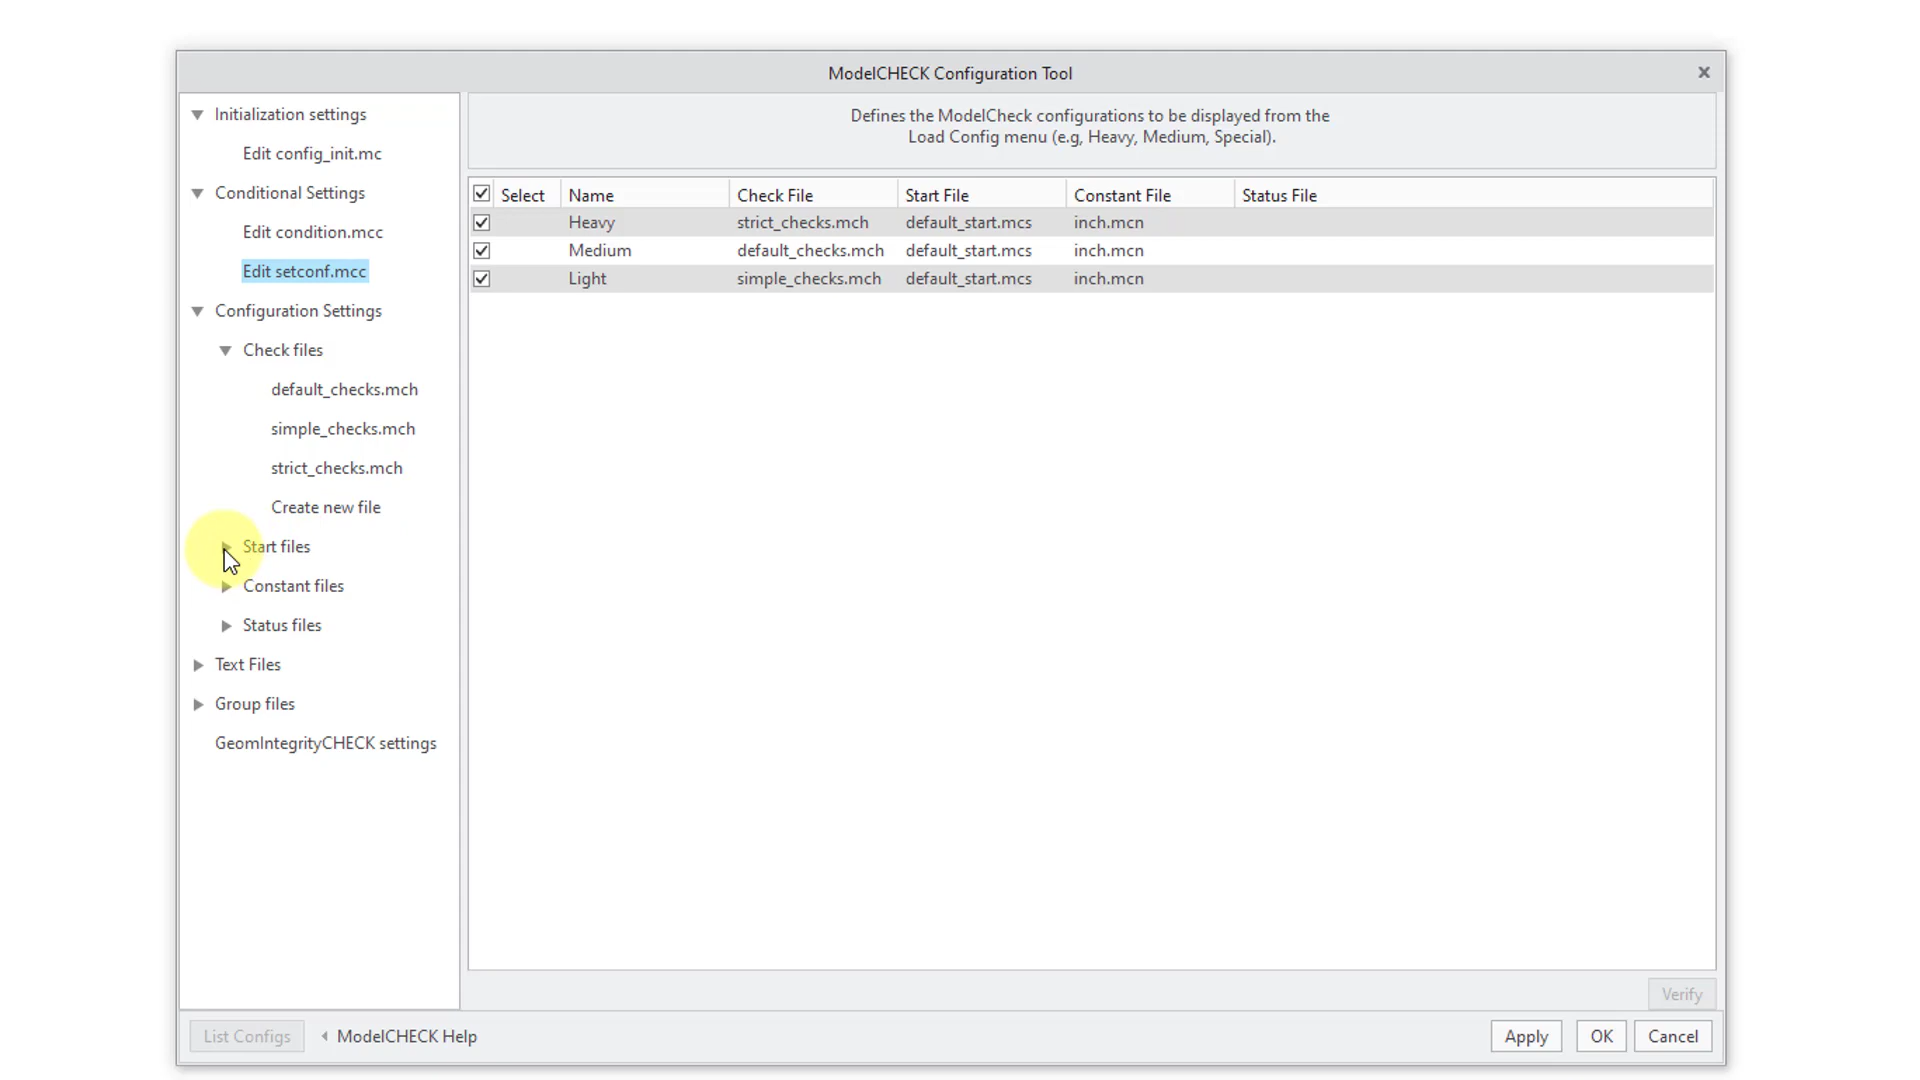 ModelCHECK Configuration Tool
Initialization settings
Edit config_init.mc
Conditional Settings
Edit condition.mcc
Edit setconf.mcc
Configuration Settings
Check files
default_checks.mch
simple_checks.mch
strict_checks.mch
Create new file
Start files
Constant files
Status files
Text Files
Group files
GeomIntegrityCHECK settings
Defines the ModelCheck configurations to be displayed from the
Load Config menu (e.g, Heavy, Medium, Special).
Select Name Check File Start File Constant File Status File
Heavy strict_checks.mch default_start.mcs inch.mcn
Medium default_checks.mch default_start.mcs inch.mcn
Light simple_checks.mch default_start.mcs inch.mcn
Verify
List Configs ModelCHECK Help Apply OK Cancel